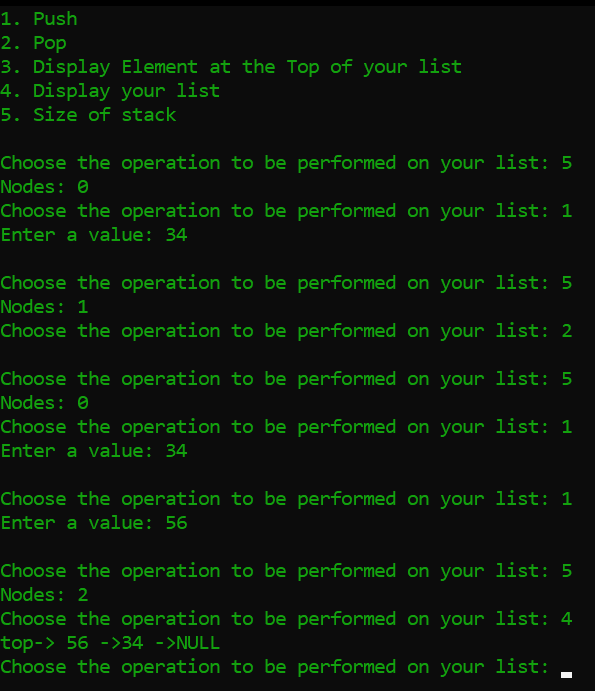 1. Push
2. Pop
3. Display Element at the Top of your list
4. Display your list
5. Size of stack
Choose the operation to be performed on your list: 5
Nodes: 0
Choose the operation to be performed on your list: 1
Enter a value: 34
Choose the operation to be performed on your list: 5
Nodes: 1
Choose the operation to be performed on your list: 2
Choose the operation to be performed on your list: 5
Nodes: 0
Choose the operation to be performed on your list: 1
Enter a value: 34
Choose the operation to be performed on your list: 1
Enter a value: 56
Choose the operation to be performed on your list: 5
Nodes: 2
Choose the operation to be performed on your list: 4
top-> 56 ->34 ->NULL
Choose the operation to be performed on your list: